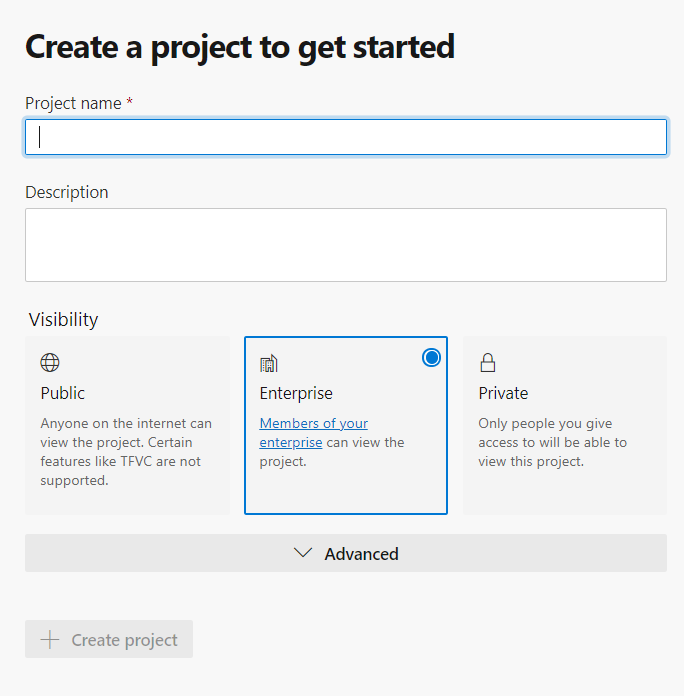 Create a project to get started
Project name *
Description
Visibility
Public
Anyone on the internet can
view the project. Certain
features like TFVC are not
supported.
Enterprise
Members of your
enterprise can view the
project.
Private
Only people you give
access to will be able to
view this project.
Advanced
Create project